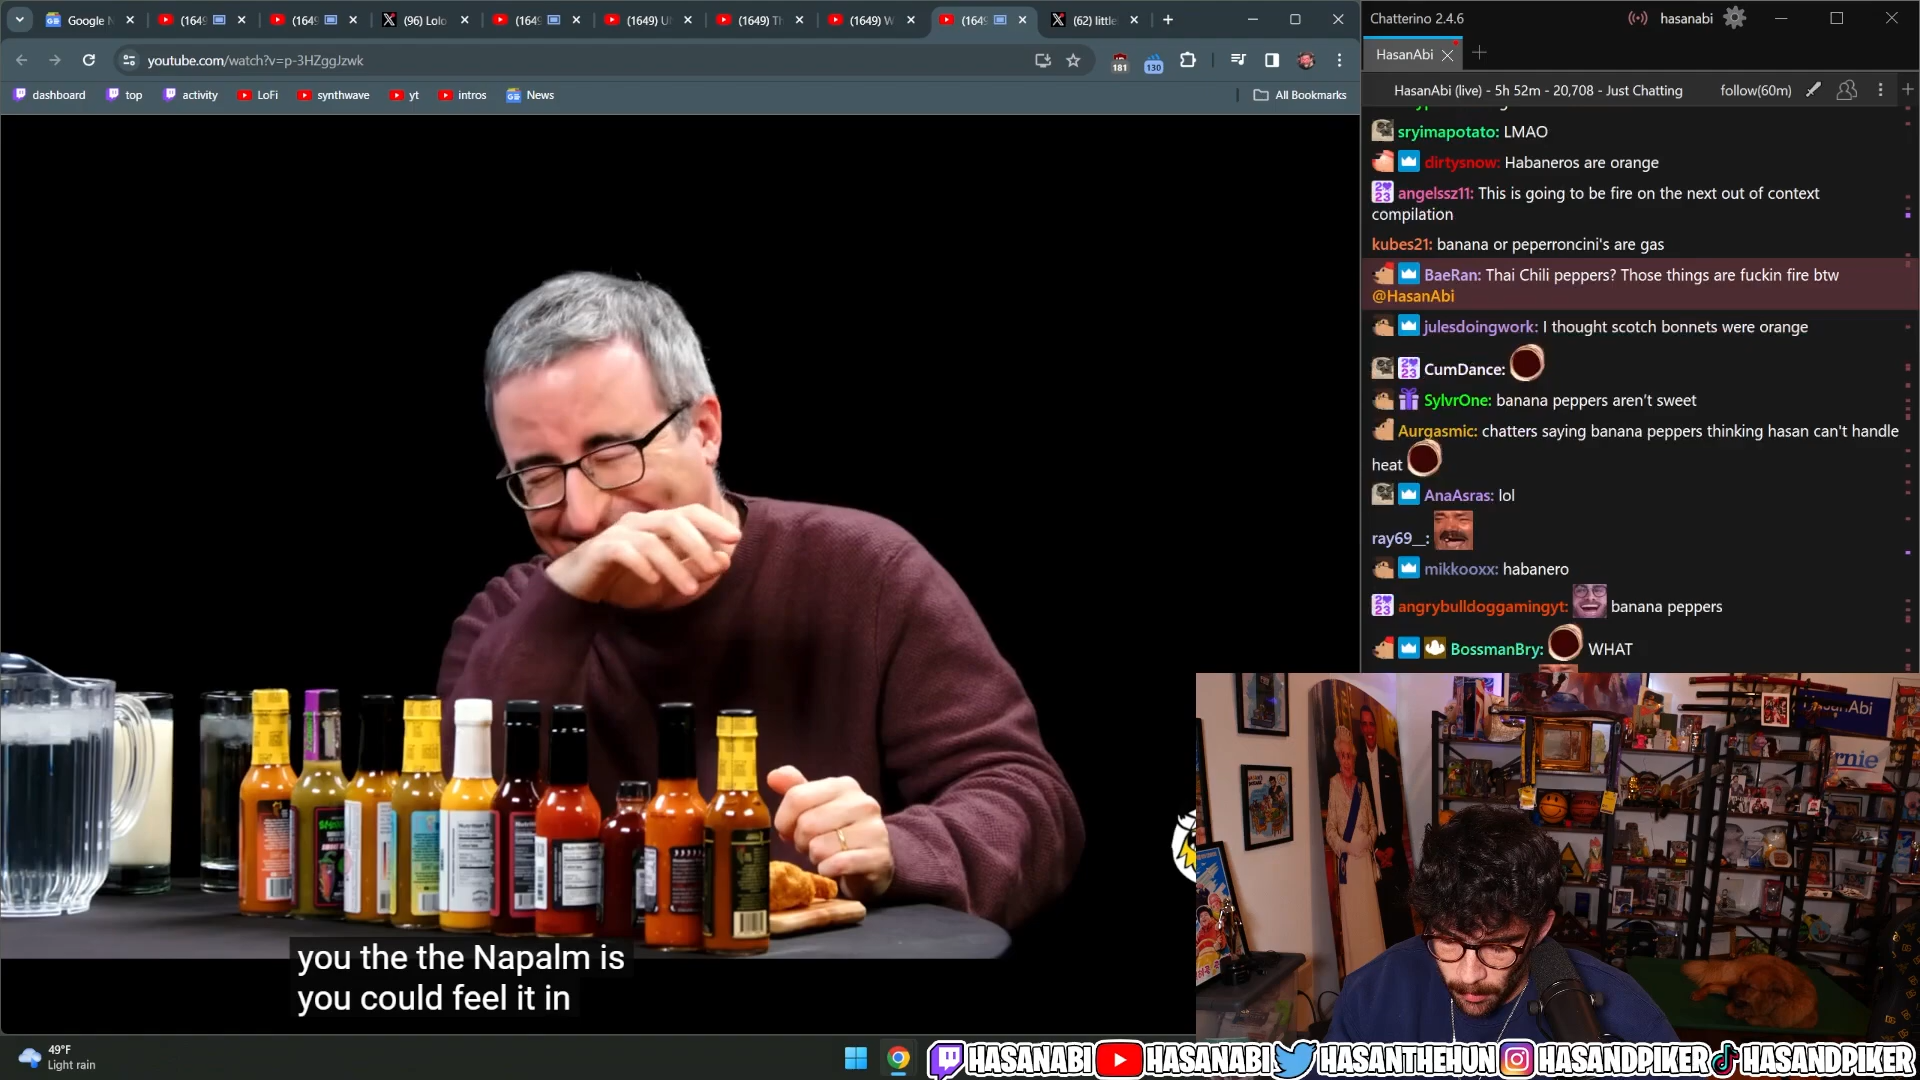 Google N
(1649
(1649
(96) Lolo
(1649
(1649) U
(1649) Th
(1649) W
(1649
(62) little
youtube.com/watch?v=p-3HZggJzwk
181
130
dashboard
top
activity
LoFi
synthwave
yt
intros
News
All Bookmarks
you the the Napalm is
you could feel it in
Chatterino 2.4.6
hasanabi
HasanAbi
HasanAbi (live) - 5h 52m - 20,708 - Just Chatting
follow(60m)
sryimapotato: LMAO
dirtysnow: Habaneros are orange
angelssz11: This is going to be fire on the next out of context
compilation
kubes21: banana or peperroncini's are gas
BaeRan: Thai Chili peppers? Those things are fuckin fire btw
@HasanAbi
julesdoingwork: I thought scotch bonnets were orange
CumDance:
SylvrOne: banana peppers aren't sweet
Aurgasmic: chatters saying banana peppers thinking hasan can't handle
heat
AnaAsras: lol
ray69__:
mikkooxx: habanero
angrybulldoggamingyt: banana peppers
BossmanBry: WHAT
49°F
Light rain
HASANABI HASANABI HASANTHEHUN HASANDPIKER HASANDPIKER